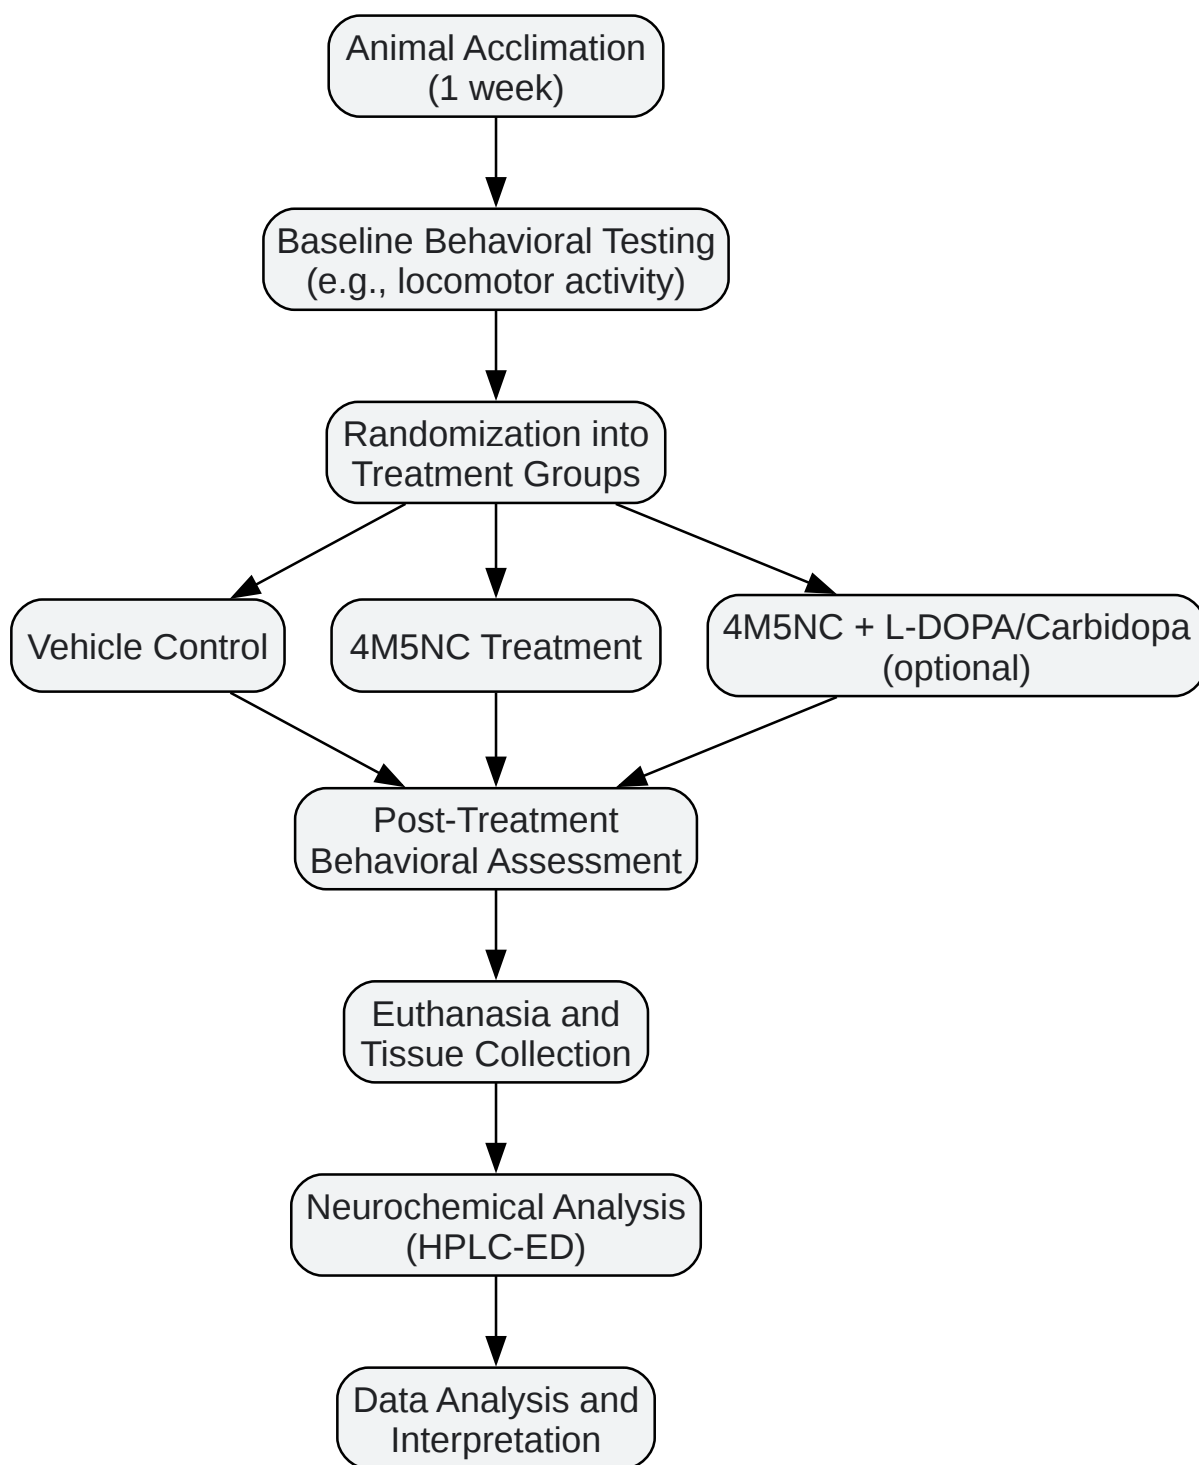 Animal Acclimation
(1 week)
Baseline Behavioral Testing
(e.g., locomotor activity)
Randomization into
Treatment Groups
Vehicle Control
4M5NC Treatment
4M5NC + L-DOPA/Carbidopa
(optional)
Post-Treatment
Behavioral Assessment
Euthanasia and
Tissue Collection
Neurochemical Analysis
(HPLC-ED)
Data Analysis and
Interpretation